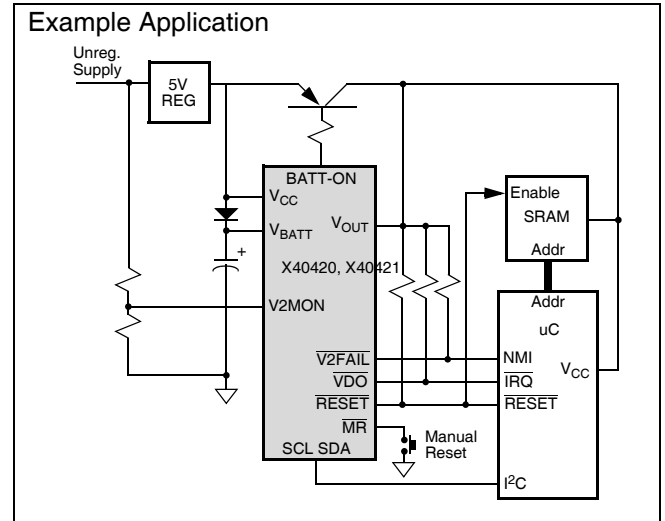 Example Application
Unreg.
Supply
5V
REG
BATT-ON
VCC
VBATT
+
VOUT
X40420, X40421
V2MON
V2FAIL
VDO
RESET
MR
SCL SDA
Manual
Reset
Enable
SRAM
Addr
Addr
uC
NMI
VCC
IRQ
RESET
I2C